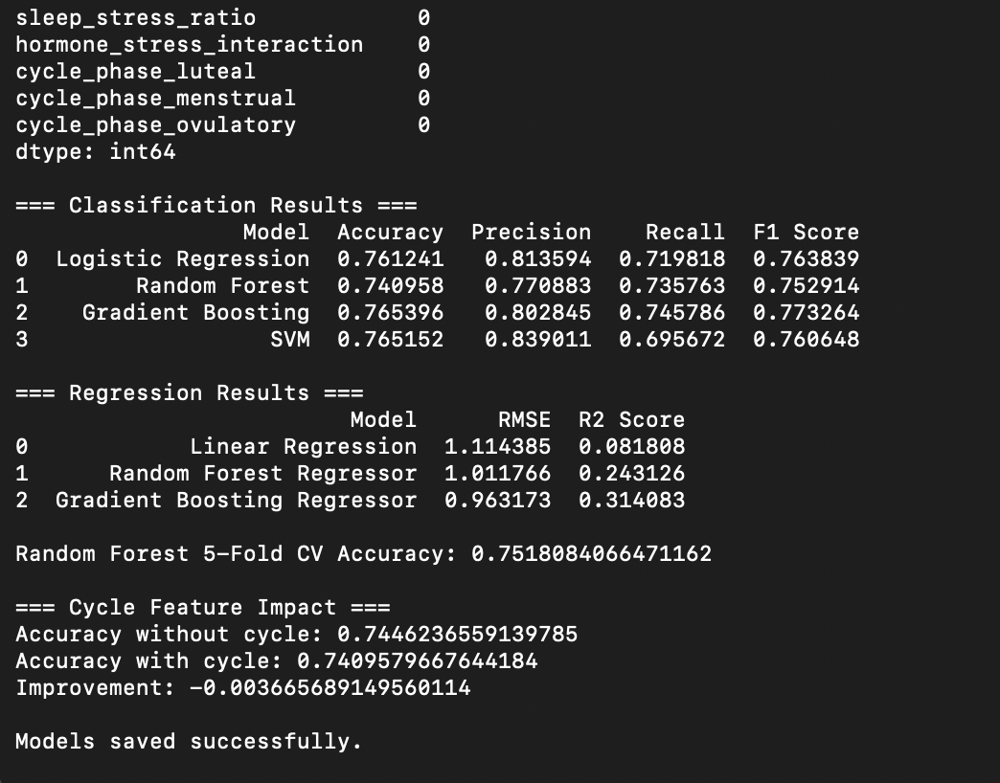 sleep_stress_ratio 0
hormone_stress_interaction 0
cycle_phase_luteal 0
cycle_phase_menstrual 0
cycle_phase_ovulatory 0
dtype: int64
=== Classification Results ===
Model Accuracy Precision Recall F1 Score
0 Logistic Regression 0.761241 0.813594 0.719818 0.763839
1 Random Forest 0.740958 0.770883 0.735763 0.752914
2 Gradient Boosting 0.765396 0.802845 0.745786 0.773264
3 SVM 0.765152 0.839011 0.695672 0.760648
=== Regression Results ===
Model RMSE R2 Score
0 Linear Regression 1.114385 0.081808
1 Random Forest Regressor 1.011766 0.243126
2 Gradient Boosting Regressor 0.963173 0.314083
Random Forest 5-Fold CV Accuracy: 0.7518084066471162
=== Cycle Feature Impact ===
Accuracy without cycle: 0.7446236559139785
Accuracy with cycle: 0.7409579667644184
Improvement: -0.003665689149560114
Models saved successfully.